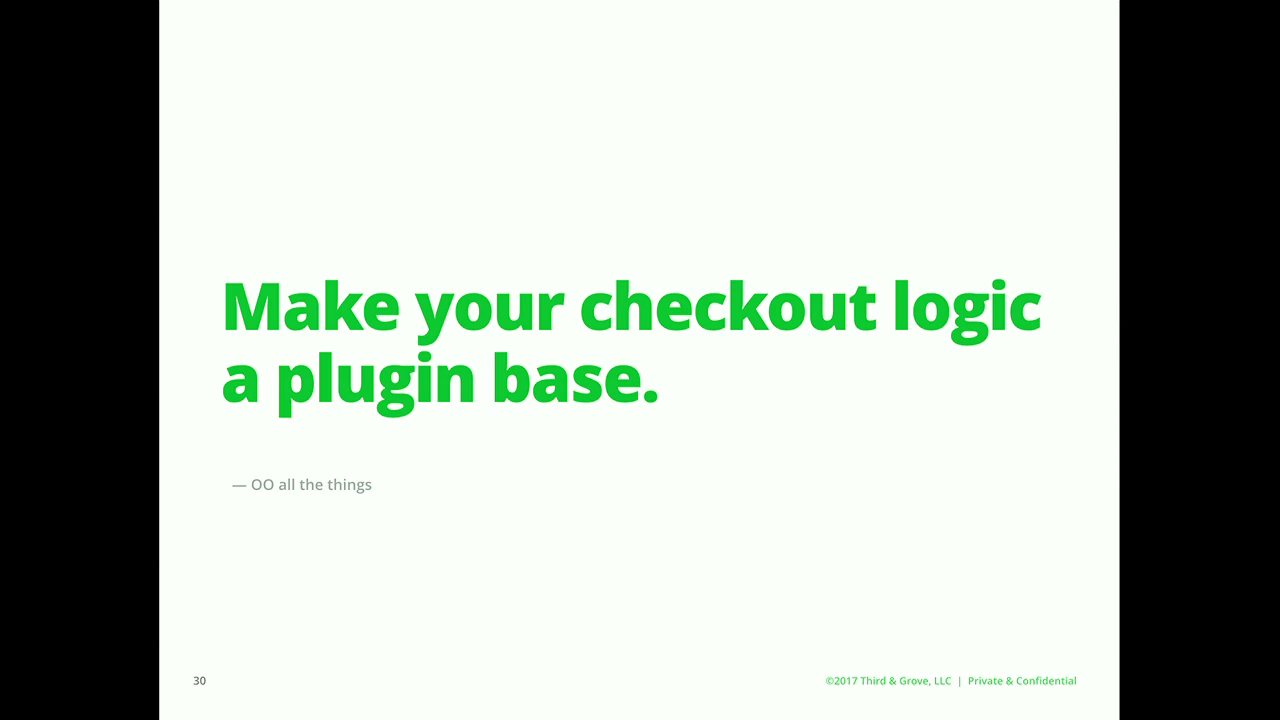 Make your checkout logic
a plugin base.
— OO all the things
30
©2017 Third & Grove, LLC | Private & Confidential